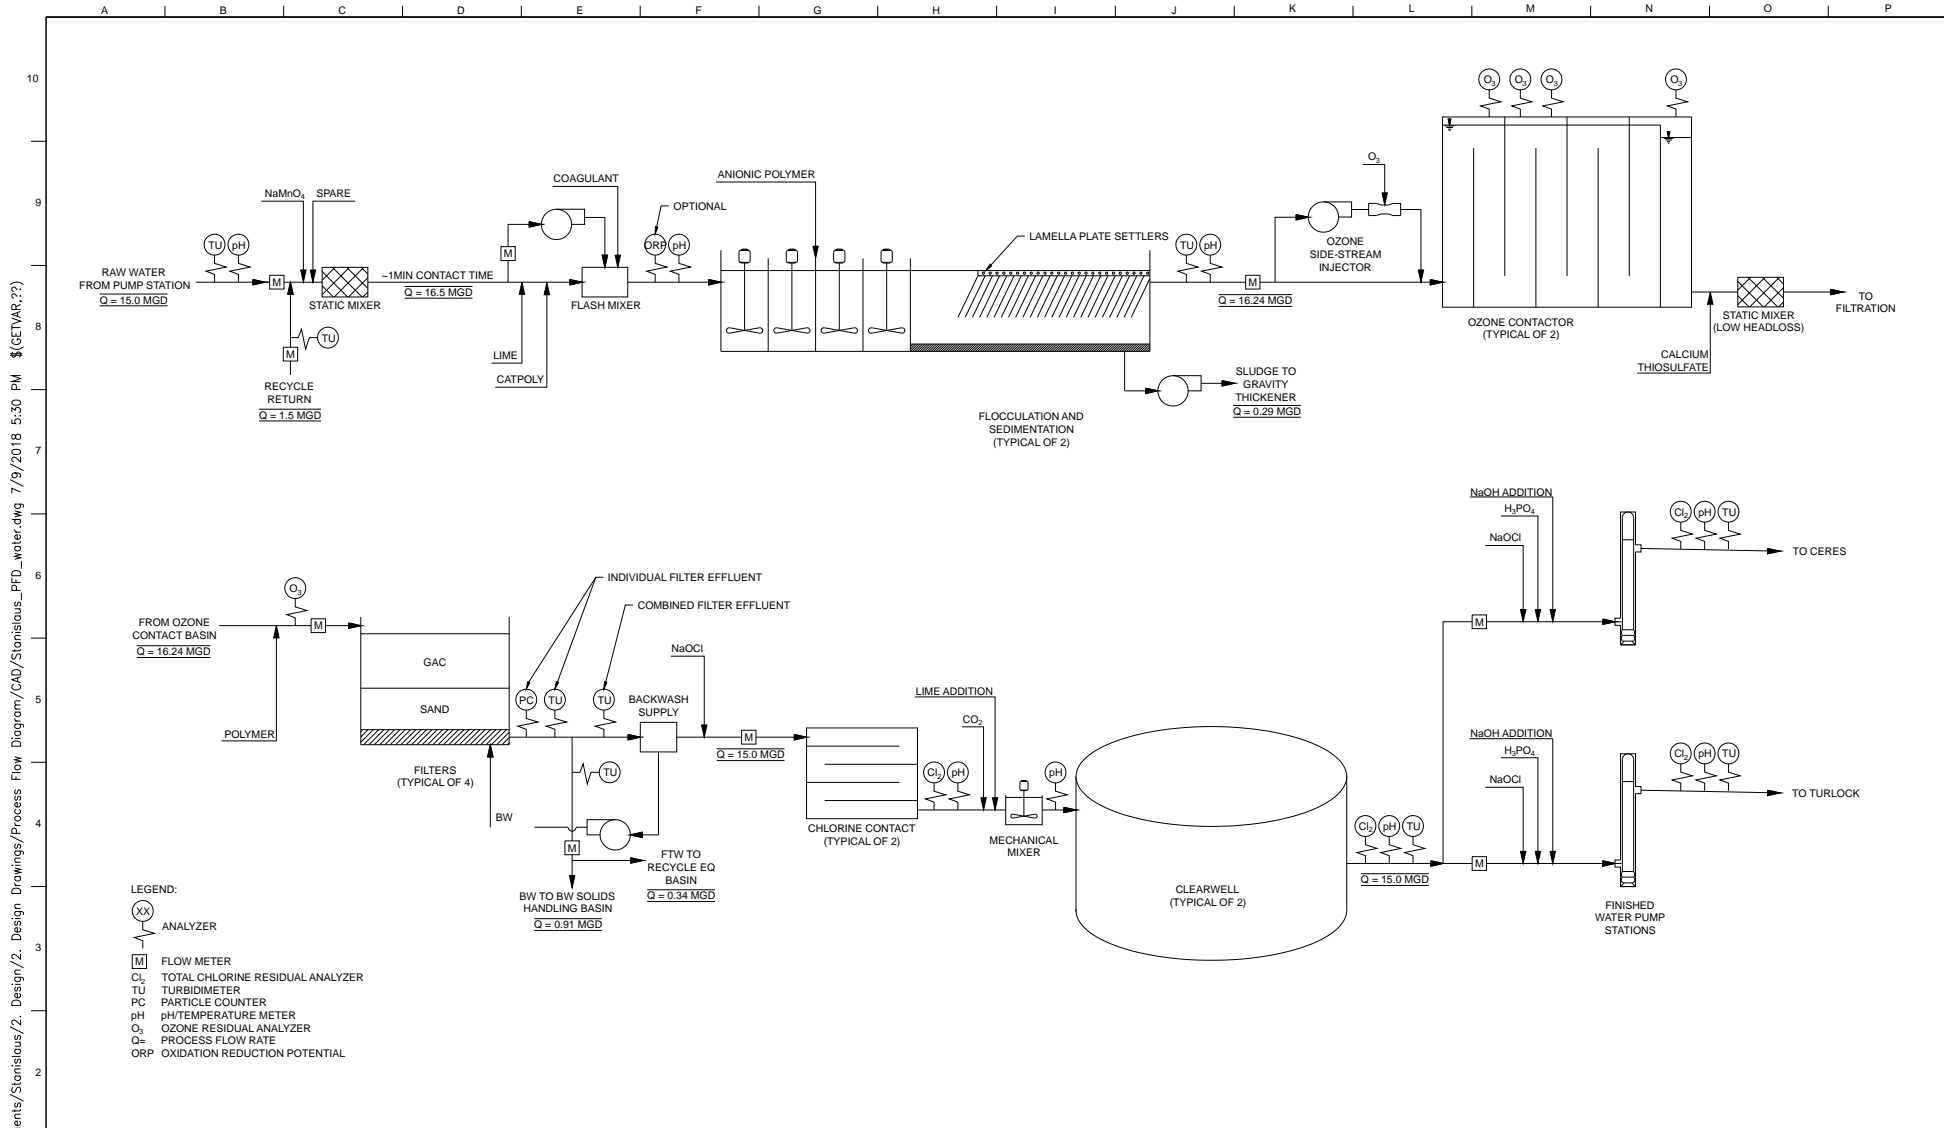 A B C D E F G H I J K L M N O P
10
9
8
7
6
5
4
3
2
ents/Stanislaus/2. Design/2. Design Drawings/Process Flow Diagram/CAD/Stanislaus_PFD_water.dwg 7/9/2018 5:30 PM $(GETVAR,??)
RAW WATER
FROM PUMP STATION
Q = 15.0 MGD
TU
pH
M
NaMnO₄
SPARE
STATIC MIXER
TU
M
RECYCLE
RETURN
Q = 1.5 MGD
~1MIN CONTACT TIME
Q = 16.5 MGD
M
LIME
CATPOLY
COAGULANT
FLASH MIXER
OPTIONAL
ORP
pH
ANIONIC POLYMER
LAMELLA PLATE SETTLERS
FLOCCULATION AND
SEDIMENTATION
(TYPICAL OF 2)
SLUDGE TO
GRAVITY
THICKENER
Q = 0.29 MGD
TU
pH
M
Q = 16.24 MGD
O₃
OZONE
SIDE-STREAM
INJECTOR
O₃
O₃
O₃
O₃
OZONE CONTACTOR
(TYPICAL OF 2)
CALCIUM
THIOSULFATE
STATIC MIXER
(LOW HEADLOSS)
TO
FILTRATION
FROM OZONE
CONTACT BASIN
Q = 16.24 MGD
POLYMER
O₃
M
GAC
SAND
FILTERS
(TYPICAL OF 4)
BW
INDIVIDUAL FILTER EFFLUENT
COMBINED FILTER EFFLUENT
PC
TU
TU
BACKWASH
SUPPLY
TU
M
FTW TO
RECYCLE EQ
BASIN
Q = 0.34 MGD
BW TO BW SOLIDS
HANDLING BASIN
Q = 0.91 MGD
NaOCl
M
Q = 15.0 MGD
CHLORINE CONTACT
(TYPICAL OF 2)
Cl₂
pH
LIME ADDITION
CO₂
MECHANICAL
MIXER
pH
CLEARWELL
(TYPICAL OF 2)
Cl₂
pH
TU
Q = 15.0 MGD
NaOH ADDITION
H₃PO₄
NaOCl
M
Cl₂
pH
TU
TO CERES
NaOH ADDITION
H₃PO₄
NaOCl
M
Cl₂
pH
TU
TO TURLOCK
FINISHED
WATER PUMP
STATIONS
LEGEND:
XX
ANALYZER
M FLOW METER
Cl₂ TOTAL CHLORINE RESIDUAL ANALYZER
TU TURBIDIMETER
PC PARTICLE COUNTER
pH pH/TEMPERATURE METER
O₃ OZONE RESIDUAL ANALYZER
Q= PROCESS FLOW RATE
ORP OXIDATION REDUCTION POTENTIAL